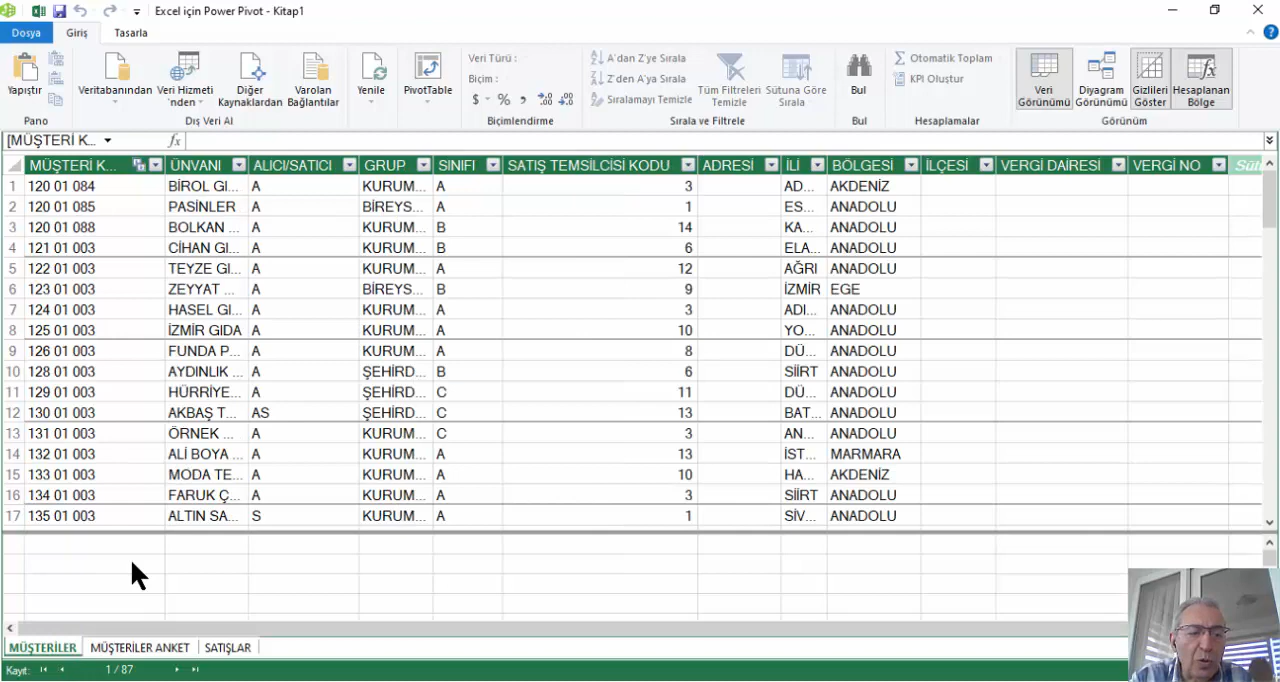 Excel için Power Pivot - Kitap1
Dosya Giriş Tasarla
Yapıştır
Veritabanından
Veri Hizmeti 'nden
Diğer Kaynaklardan
Varolan Bağlantılar
Yenile
PivotTable
Veri Türü :
Biçim :
$ % ,
A'dan Z'ye Sırala
Z'den A'ya Sırala
Sıralamayı Temizle
Tüm Filtreleri Temizle
Sütuna Göre Sırala
Bul
Otomatik Toplam
KPI Oluştur
Veri Görünümü
Diyagram Görünümü
Gizlileri Göster
Hesaplanan Bölge
Pano Dış Veri Al Biçimlendirme Sırala ve Filtrele Bul Hesaplamalar Görünüm
[MÜŞTERİ K... fx
MÜŞTERİ K... ÜNVANI ALICI/SATICI GRUP SINIFI SATIŞ TEMSİLCİSİ KODU ADRESİ İLİ BÖLGESİ İLÇESİ VERGİ DAİRESİ VERGİ NO
1 120 01 084 BİROL GI... A KURUM... A 3 AD... AKDENİZ
2 120 01 085 PASİNLER A BİREYS... A 1 ES... ANADOLU
3 120 01 088 BOLKAN ... A KURUM... B 14 KA... ANADOLU
4 121 01 003 CİHAN GI... A KURUM... B 6 ELA... ANADOLU
5 122 01 003 TEYZE GI... A KURUM... A 12 AĞRI ANADOLU
6 123 01 003 ZEYYAT ... A BİREYS... B 9 İZMİR EGE
7 124 01 003 HASEL GI... A KURUM... A 3 ADI... ANADOLU
8 125 01 003 İZMİR GIDA A KURUM... A 10 YO... ANADOLU
9 126 01 003 FUNDA P... A KURUM... A 8 DÜ... ANADOLU
10 128 01 003 AYDINLIK ... A ŞEHİRD... B 6 SİİRT ANADOLU
11 129 01 003 HÜRRİYE... A ŞEHİRD... C 11 DÜ... ANADOLU
12 130 01 003 AKBAŞ T... AS ŞEHİRD... C 13 BAT... ANADOLU
13 131 01 003 ÖRNEK ... A KURUM... C 3 AN... ANADOLU
14 132 01 003 ALİ BOYA ... A KURUM... A 13 İST... MARMARA
15 133 01 003 MODA TE... A KURUM... A 10 HA... AKDENİZ
16 134 01 003 FARUK Ç... A KURUM... A 3 SİİRT ANADOLU
17 135 01 003 ALTIN SA... S KURUM... A 1 SİV... ANADOLU
MÜŞTERİLER MÜŞTERİLER ANKET SATIŞLAR
Kayıt: 1 / 87